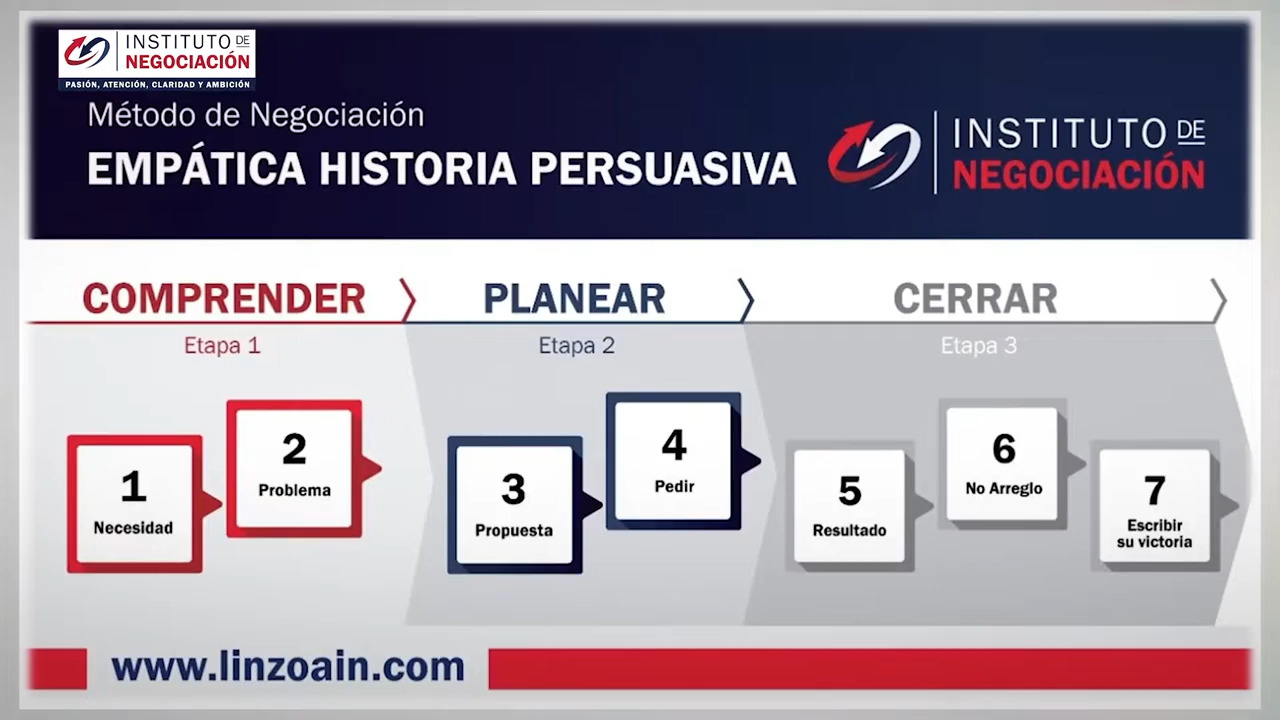 INSTITUTO DE
NEGOCIACIÓN
PASIÓN, ATENCIÓN, CLARIDAD Y AMBICIÓN
Método de Negociación
EMPÁTICA HISTORIA PERSUASIVA
INSTITUTO DE
NEGOCIACIÓN
COMPRENDER
PLANEAR
CERRAR
Etapa 1
Etapa 2
Etapa 3
1
Necesidad
2
Problema
3
Propuesta
4
Pedir
5
Resultado
6
No Arreglo
7
Escribir
su victoria
www.linzoain.com